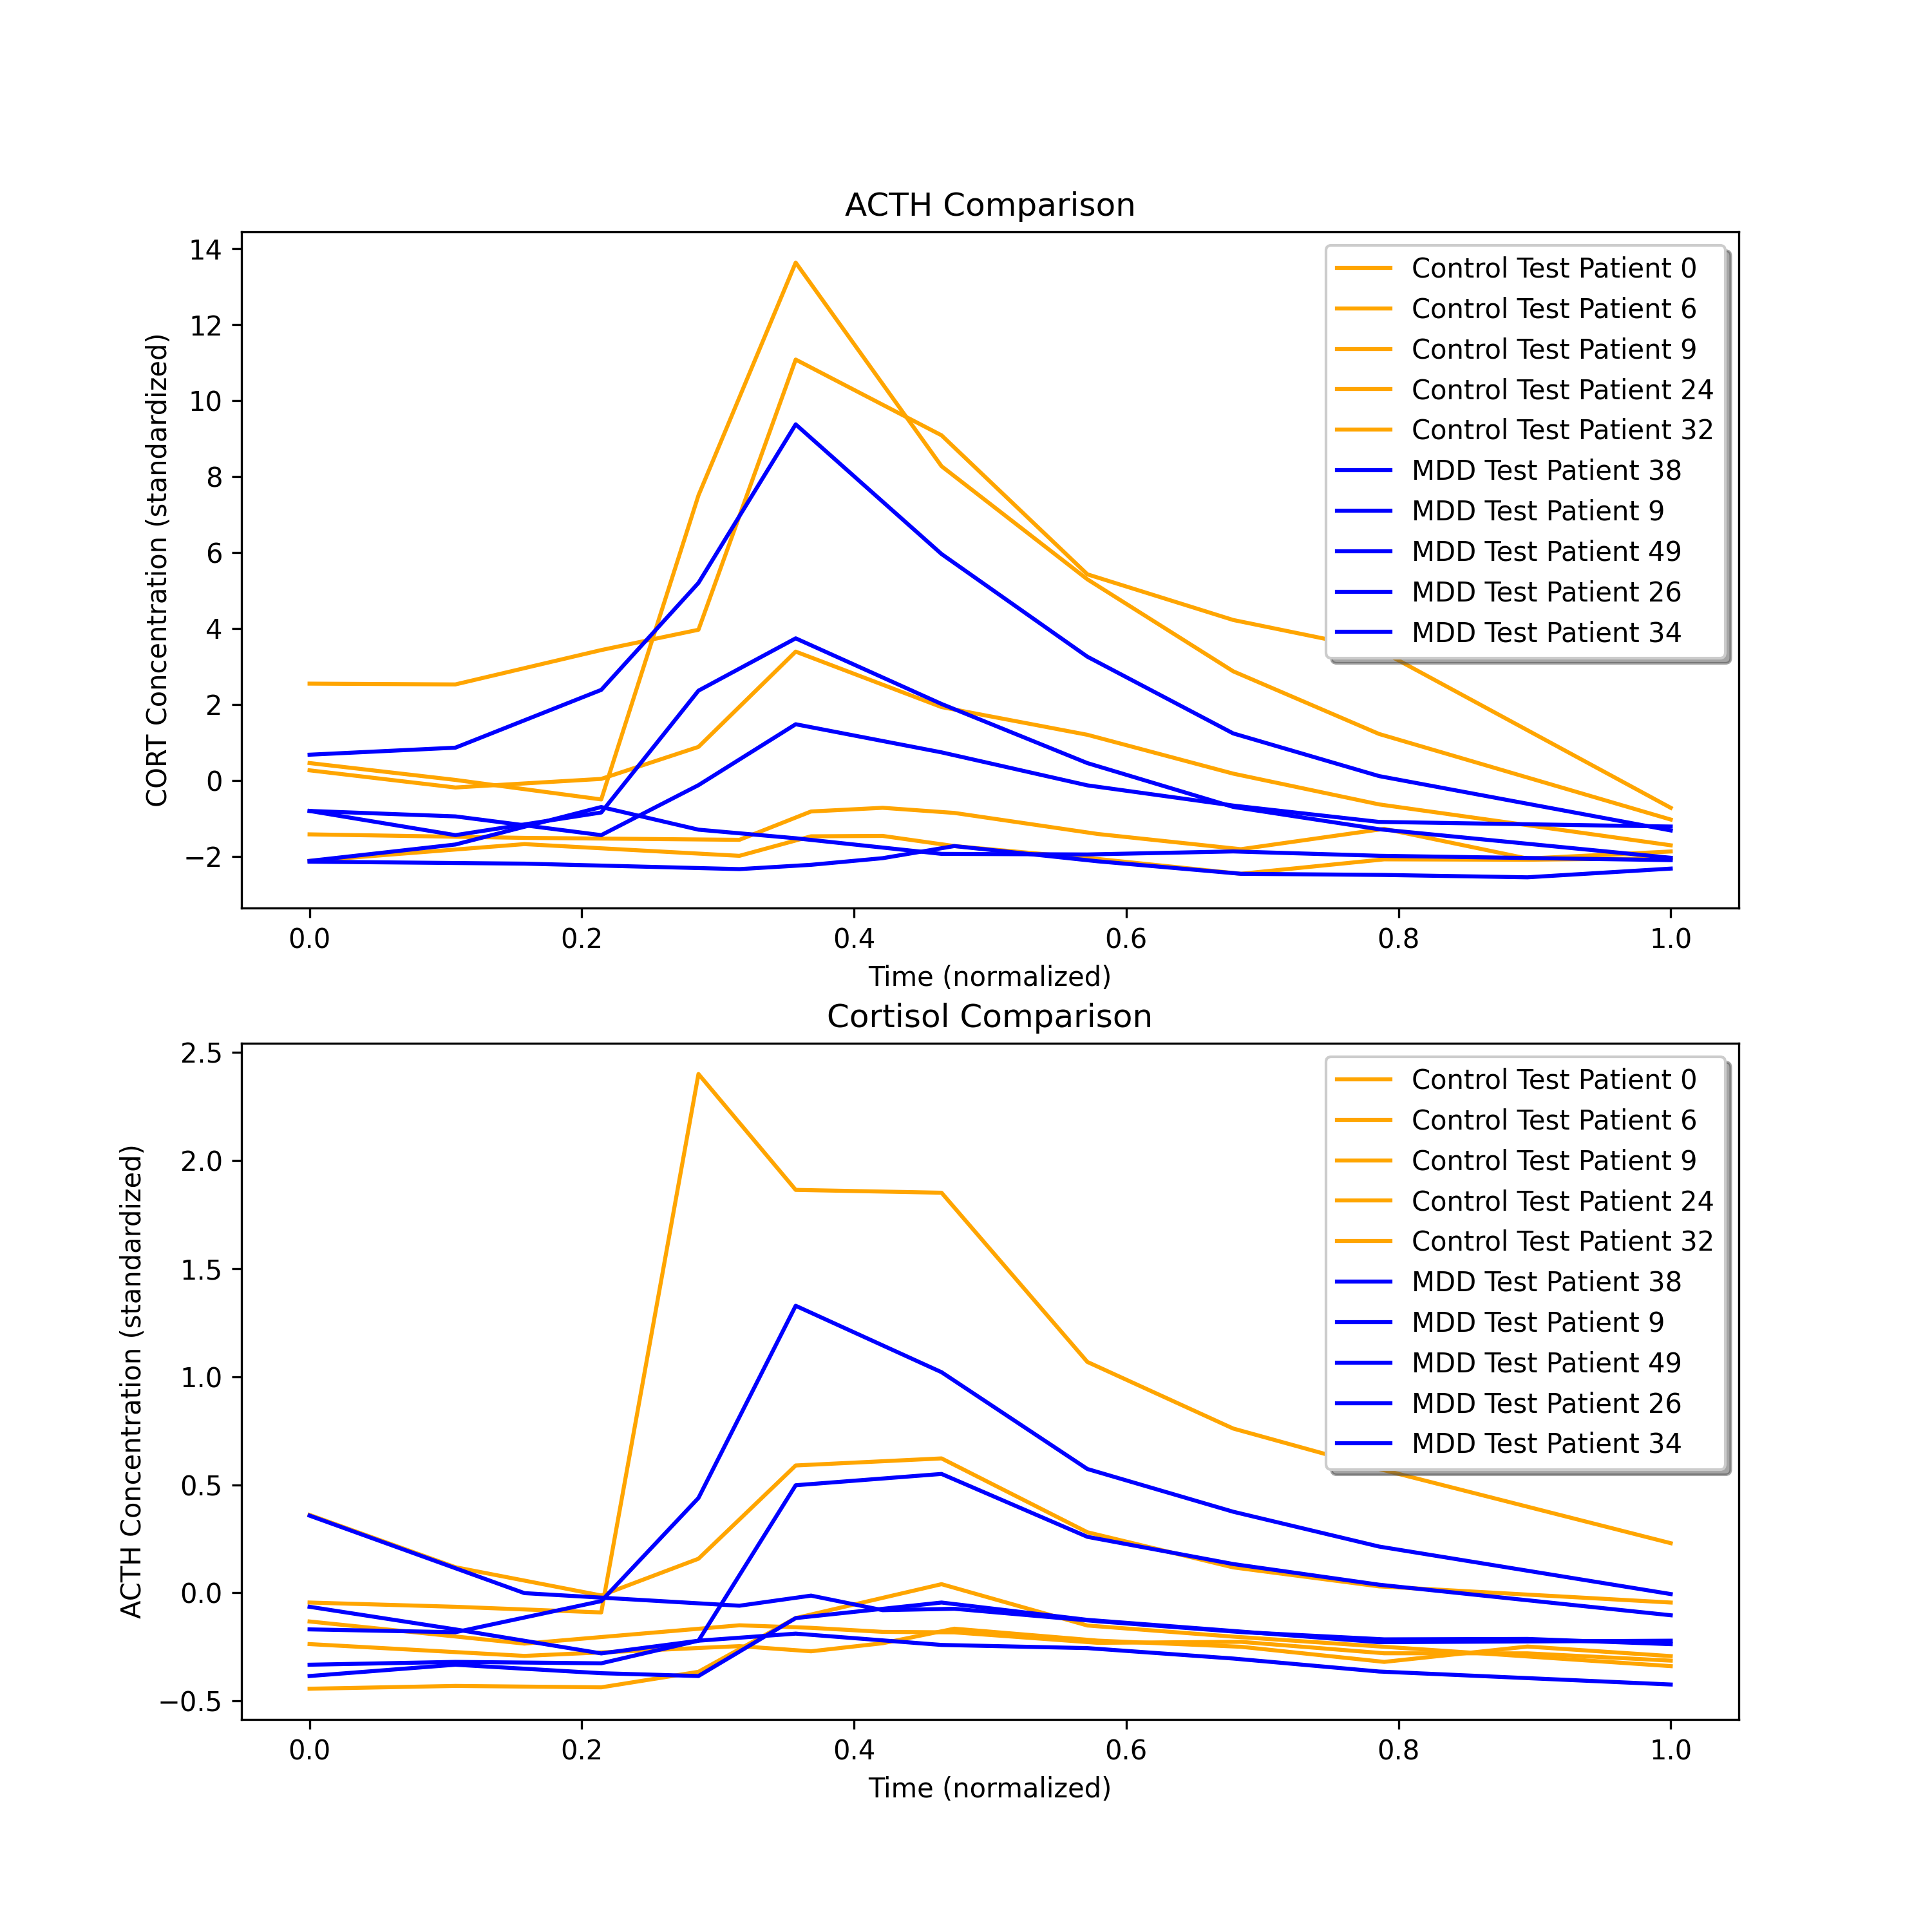 ACTH Comparison
CORT Concentration (standardized)
14
12
10
8
6
4
2
0
−2
Control Test Patient 0
Control Test Patient 6
Control Test Patient 9
Control Test Patient 24
Control Test Patient 32
MDD Test Patient 38
MDD Test Patient 9
MDD Test Patient 49
MDD Test Patient 26
MDD Test Patient 34
0.0 0.2 0.4 0.6 0.8 1.0
Time (normalized)
Cortisol Comparison
ACTH Concentration (standardized)
2.5
2.0
1.5
1.0
0.5
0.0
−0.5
Control Test Patient 0
Control Test Patient 6
Control Test Patient 9
Control Test Patient 24
Control Test Patient 32
MDD Test Patient 38
MDD Test Patient 9
MDD Test Patient 49
MDD Test Patient 26
MDD Test Patient 34
0.0 0.2 0.4 0.6 0.8 1.0
Time (normalized)